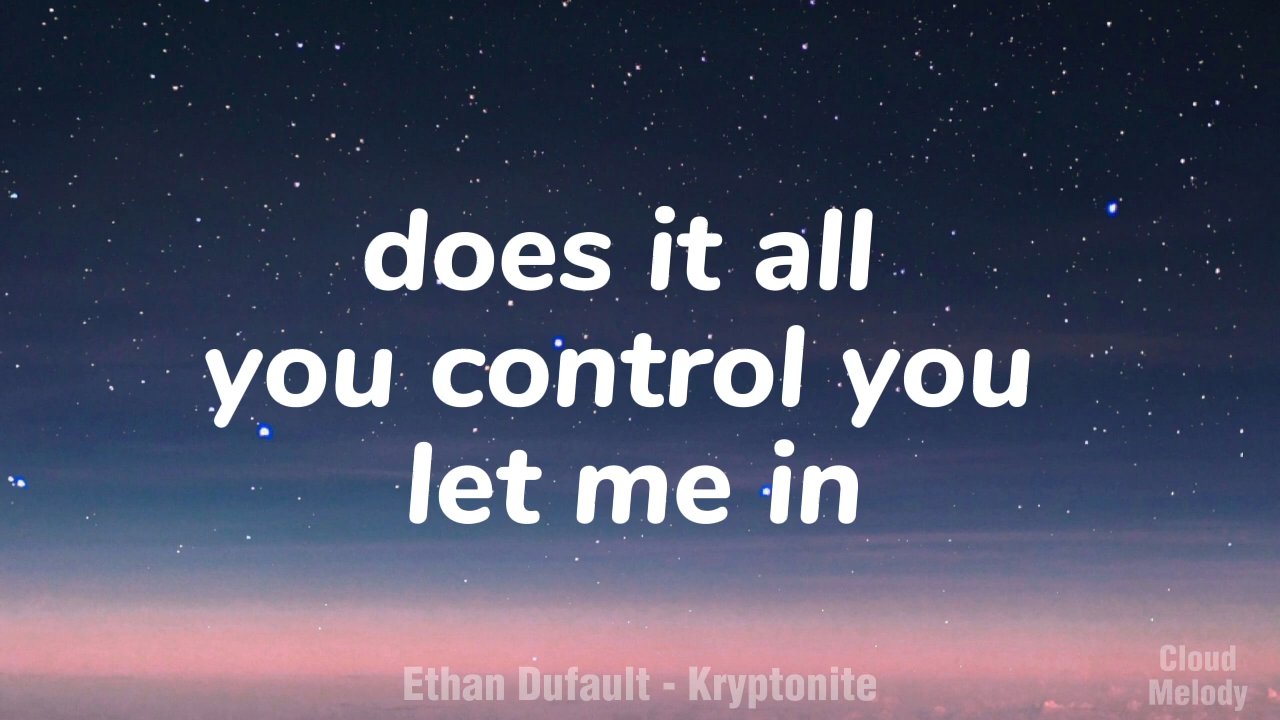 does it all
you control you
let me in
Ethan Dufault - Kryptonite
Cloud
Melody